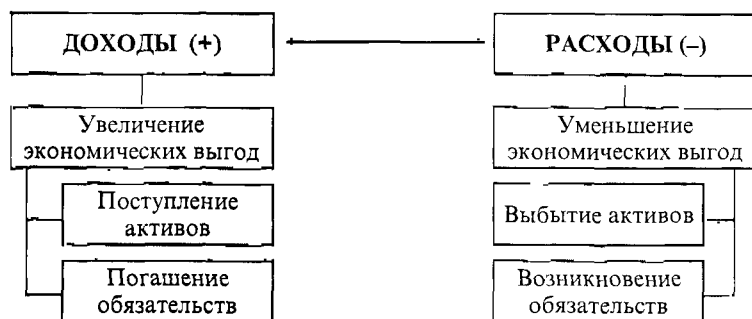 ДОХОДЫ (+)
РАСХОДЫ (–)
Увеличение
экономических выгод
Уменьшение
экономических выгод
Поступление
активов
Выбытие активов
Погашение
обязательств
Возникновение
обязательств